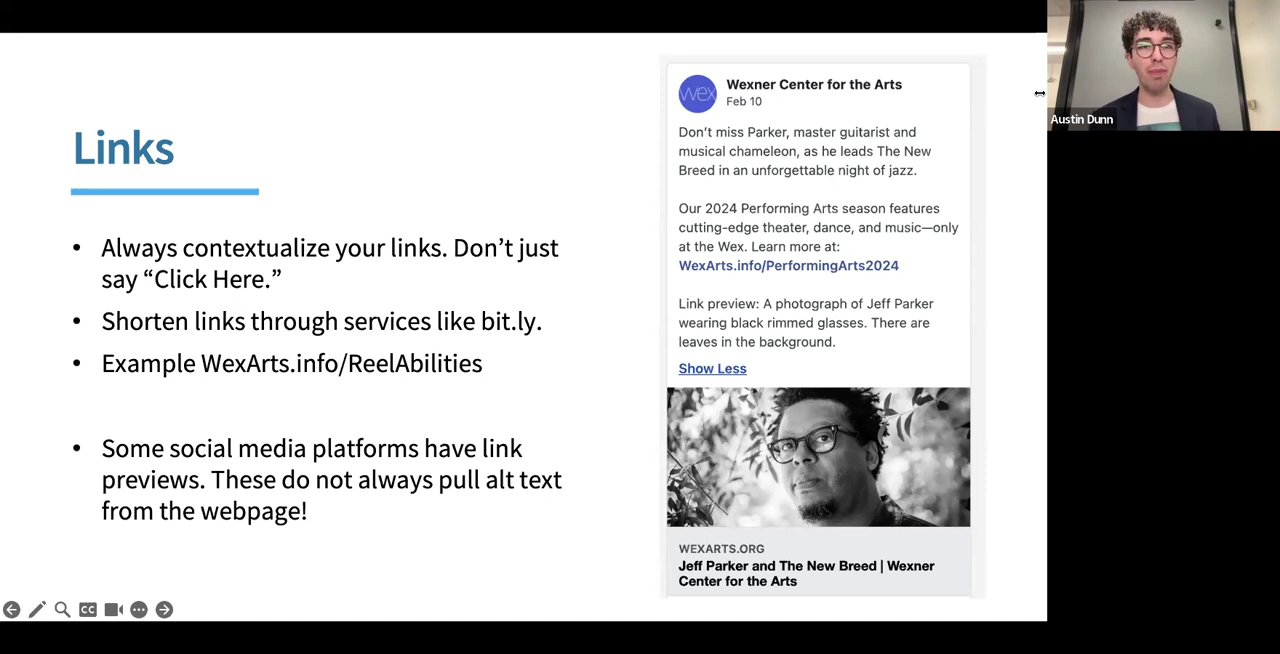 Links
• Always contextualize your links. Don’t just
say “Click Here.”
• Shorten links through services like bit.ly.
• Example WexArts.info/ReelAbilities
• Some social media platforms have link
previews. These do not always pull alt text
from the webpage!
wex
Wexner Center for the Arts
Feb 10
Don’t miss Parker, master guitarist and
musical chameleon, as he leads The New
Breed in an unforgettable night of jazz.
Our 2024 Performing Arts season features
cutting-edge theater, dance, and music—only
at the Wex. Learn more at:
WexArts.info/PerformingArts2024
Link preview: A photograph of Jeff Parker
wearing black rimmed glasses. There are
leaves in the background.
Show Less
WEXARTS.ORG
Jeff Parker and The New Breed | Wexner
Center for the Arts
Austin Dunn
CC